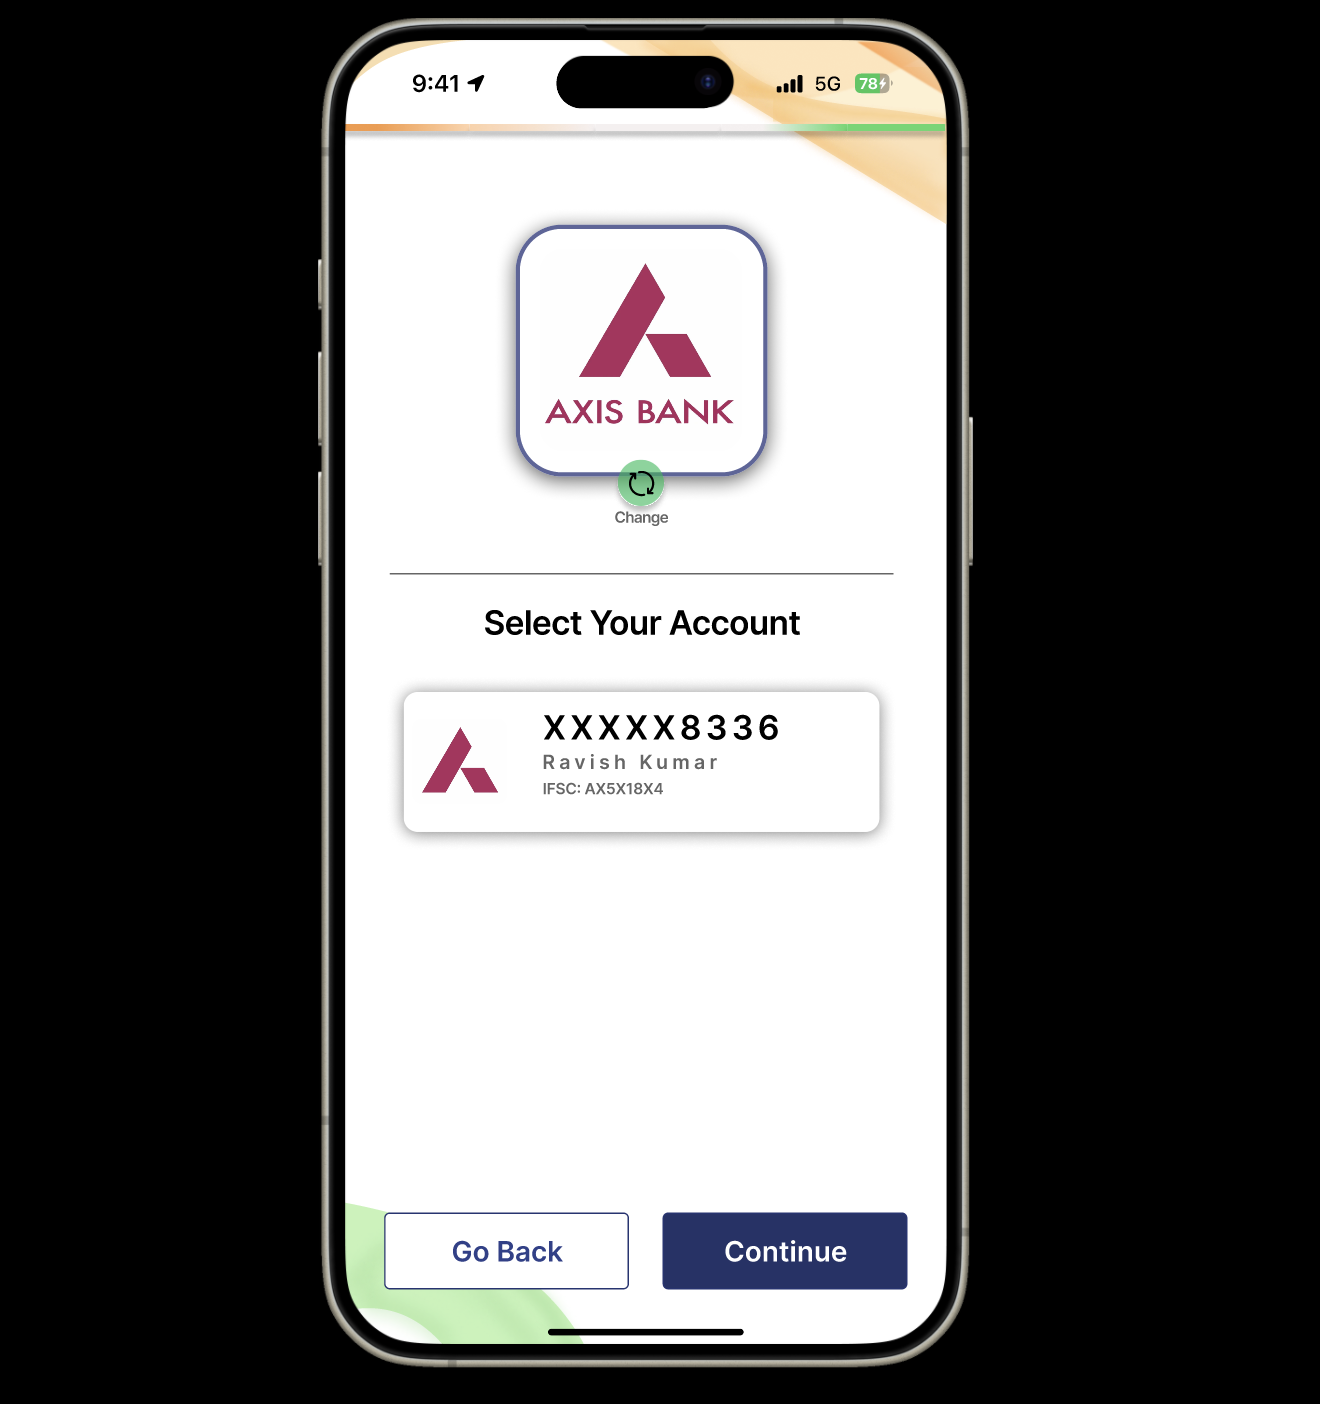 9:41 5G 78
AXIS BANK
Change
Select Your Account
XXXXX8336
Ravish Kumar
IFSC: AX5X18X4
Go Back Continue